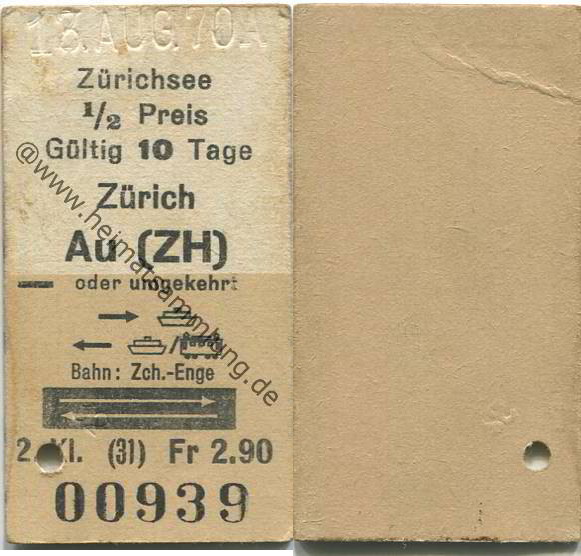 13. AUG. 70A
Zürichsee
1/2 Preis
Gültig 10 Tage
Zürich
Au (ZH)
oder umgekehrt
Bahn: Zch.-Enge
2. Kl. (31) Fr 2.90
00939
@www.heimatsammlung.de